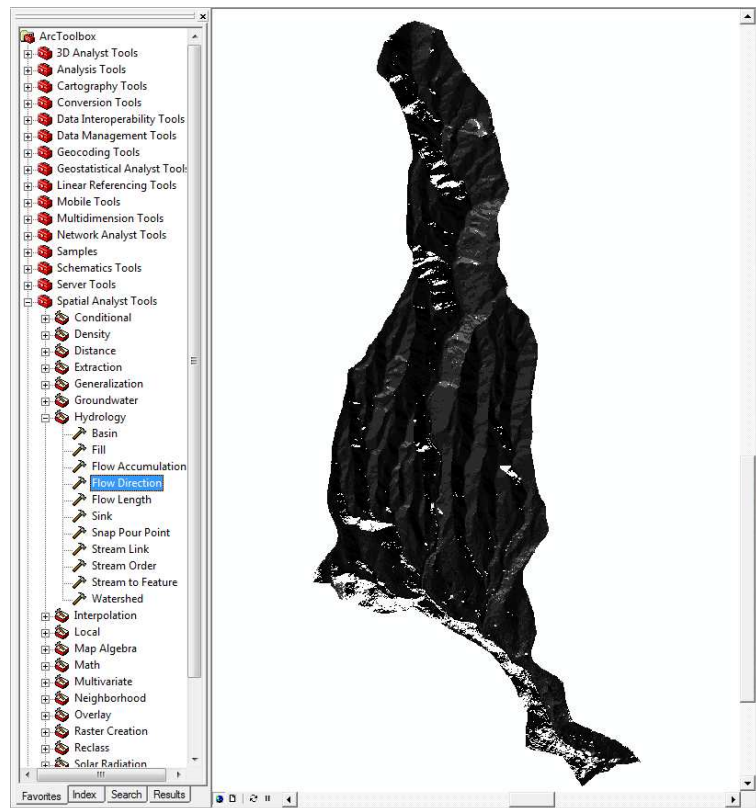 ArcToolbox
3D Analyst Tools
Analysis Tools
Cartography Tools
Conversion Tools
Data Interoperability Tools
Data Management Tools
Geocoding Tools
Geostatistical Analyst Tools
Linear Referencing Tools
Mobile Tools
Multidimension Tools
Network Analyst Tools
Samples
Schematics Tools
Server Tools
Spatial Analyst Tools
Conditional
Density
Distance
Extraction
Generalization
Groundwater
Hydrology
Basin
Fill
Flow Accumulation
Flow Direction
Flow Length
Sink
Snap Pour Point
Stream Link
Stream Order
Stream to Feature
Watershed
Interpolation
Local
Map Algebra
Math
Multivariate
Neighborhood
Overlay
Raster Creation
Reclass
Solar Radiation
Favorites Index Search Results